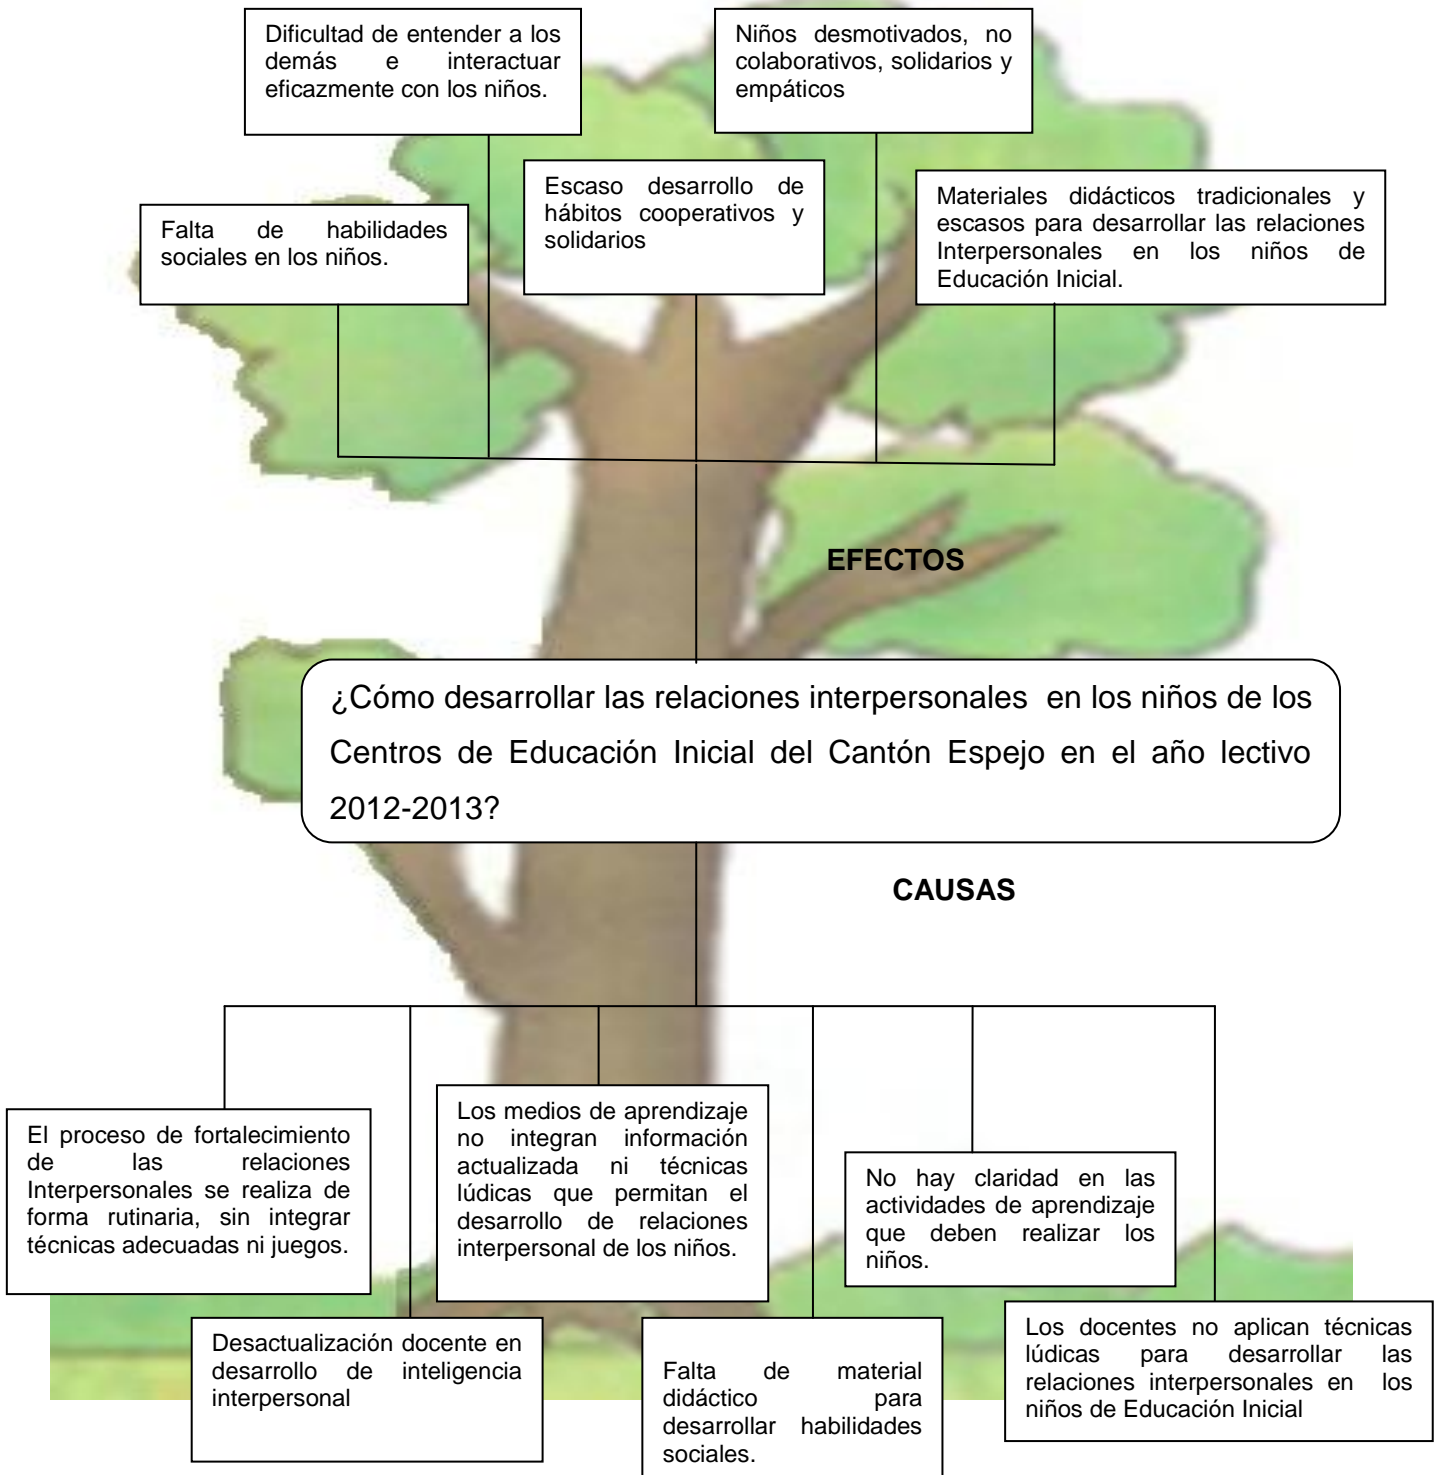 Dificultad de entender a los
demás e interactuar
eficazmente con los niños.
Niños desmotivados, no
colaborativos, solidarios y
empáticos
Falta de habilidades
sociales en los niños.
Escaso desarrollo de
hábitos cooperativos y
solidarios
Materiales didácticos tradicionales y
escasos para desarrollar las relaciones
Interpersonales en los niños de
Educación Inicial.
EFECTOS
¿Cómo desarrollar las relaciones interpersonales en los niños de los
Centros de Educación Inicial del Cantón Espejo en el año lectivo
2012-2013?
CAUSAS
El proceso de fortalecimiento
de las relaciones
Interpersonales se realiza de
forma rutinaria, sin integrar
técnicas adecuadas ni juegos.
Los medios de aprendizaje
no integran información
actualizada ni técnicas
lúdicas que permitan el
desarrollo de relaciones
interpersonal de los niños.
No hay claridad en las
actividades de aprendizaje
que deben realizar los
niños.
Desactualización docente en
desarrollo de inteligencia
interpersonal
Falta de material
didáctico para
desarrollar habilidades
sociales.
Los docentes no aplican técnicas
lúdicas para desarrollar las
relaciones interpersonales en los
niños de Educación Inicial